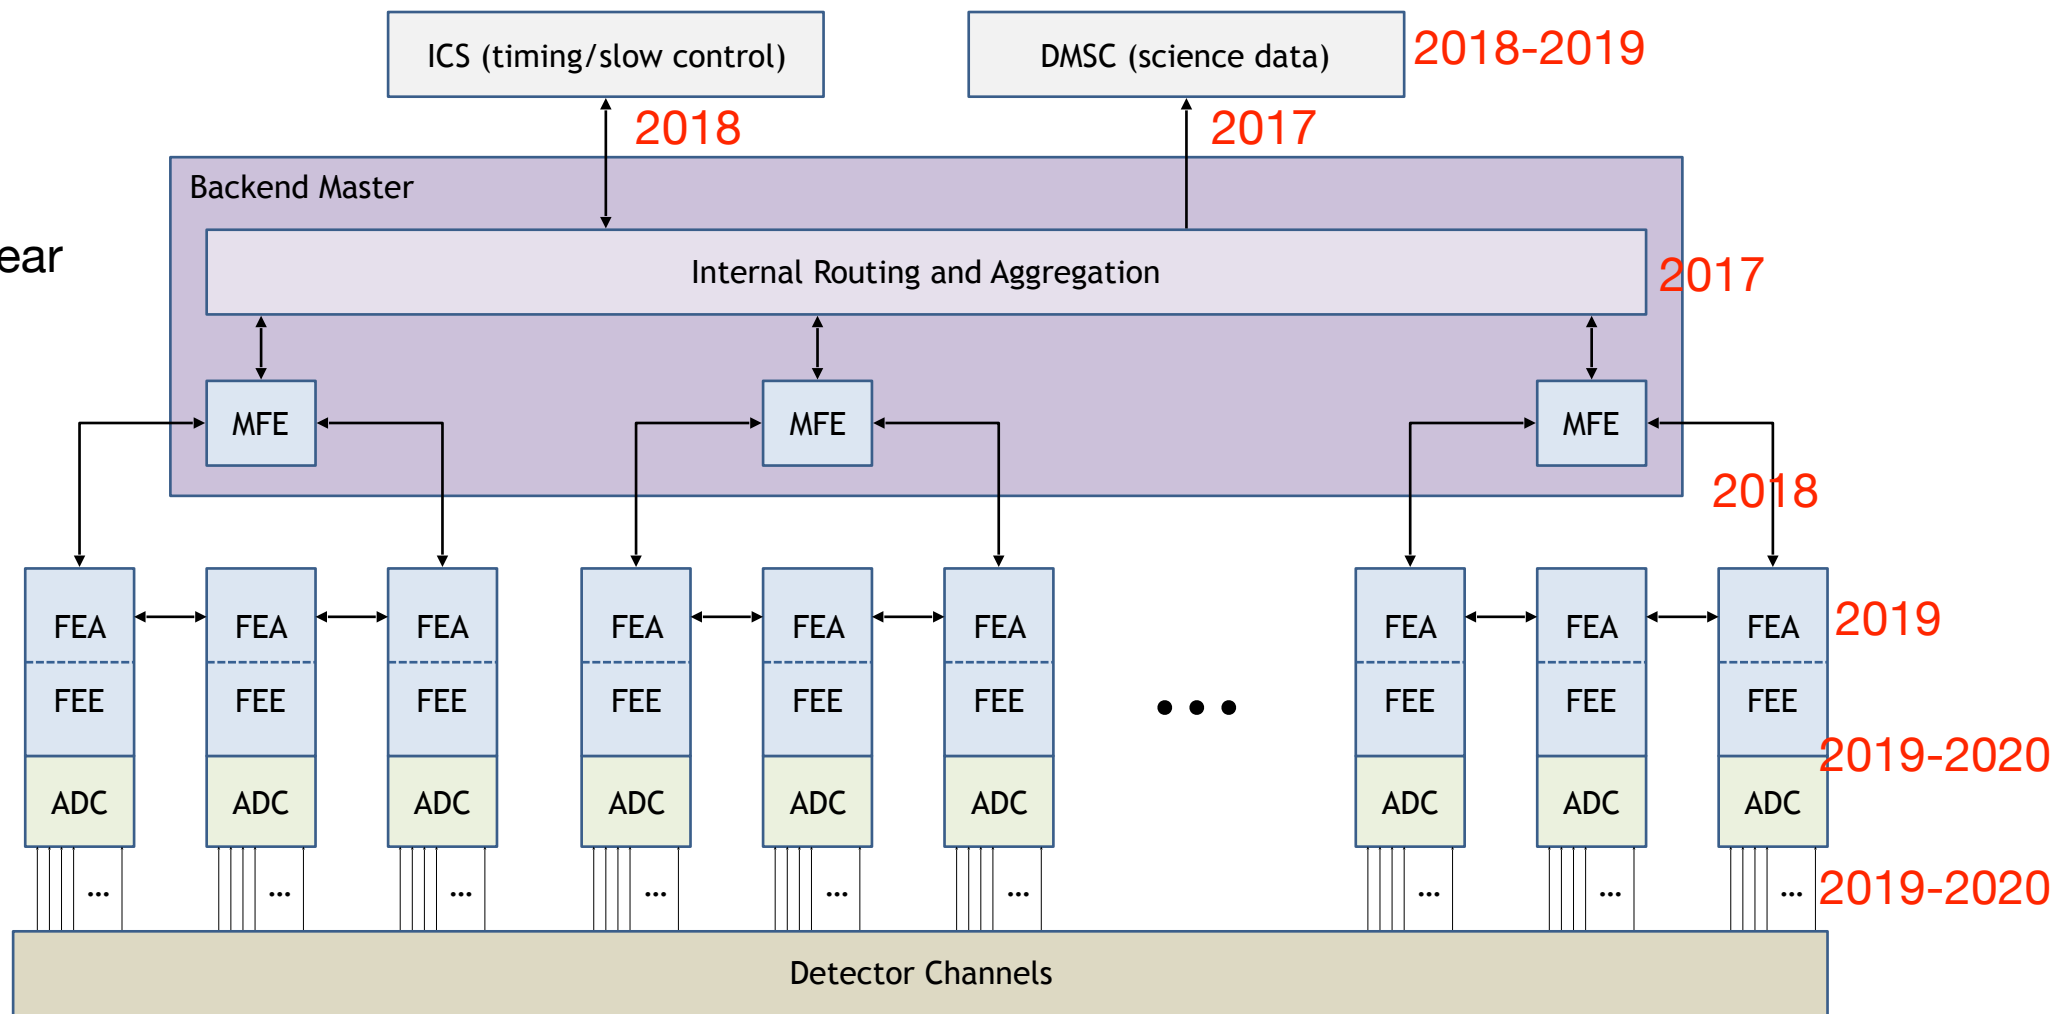 ICS (timing/slow control)
DMSC (science data)
2018-2019
2018
2017
Backend Master
ear
Internal Routing and Aggregation
2017
MFE
MFE
MFE
2018
FEA FEA FEA FEA FEA FEA FEA FEA FEA
2019
FEE FEE FEE FEE FEE FEE ... FEE FEE FEE
2019-2020
ADC ADC ADC ADC ADC ADC ADC ADC ADC
... ... ... ... ... ... ... ... ...
2019-2020
Detector Channels